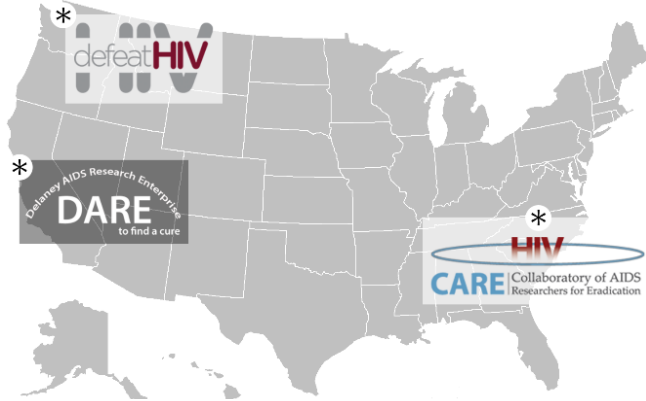 *
defeatHIV
*
Delaney AIDS Research Enterprise
DARE
to find a cure
*
HIV
CARE
Collaboratory of AIDS
Researchers for Eradication